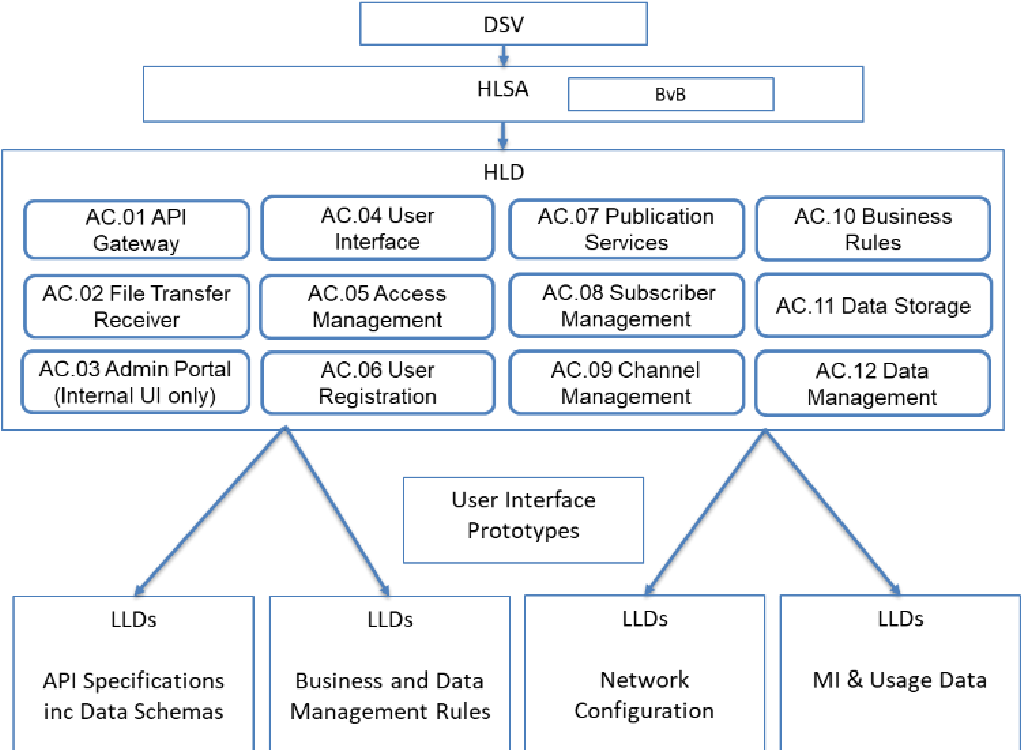 DSV
HLSA
BvB
HLD
AC.01 API
Gateway
AC.04 User
Interface
AC.07 Publication
Services
AC.10 Business
Rules
AC.02 File Transfer
Receiver
AC.05 Access
Management
AC.08 Subscriber
Management
AC.11 Data Storage
AC.03 Admin Portal
(Internal UI only)
AC.06 User
Registration
AC.09 Channel
Management
AC.12 Data
Management
User Interface
Prototypes
LLDs
API Specifications
inc Data Schemas
LLDs
Business and Data
Management Rules
LLDs
Network
Configuration
LLDs
MI & Usage Data